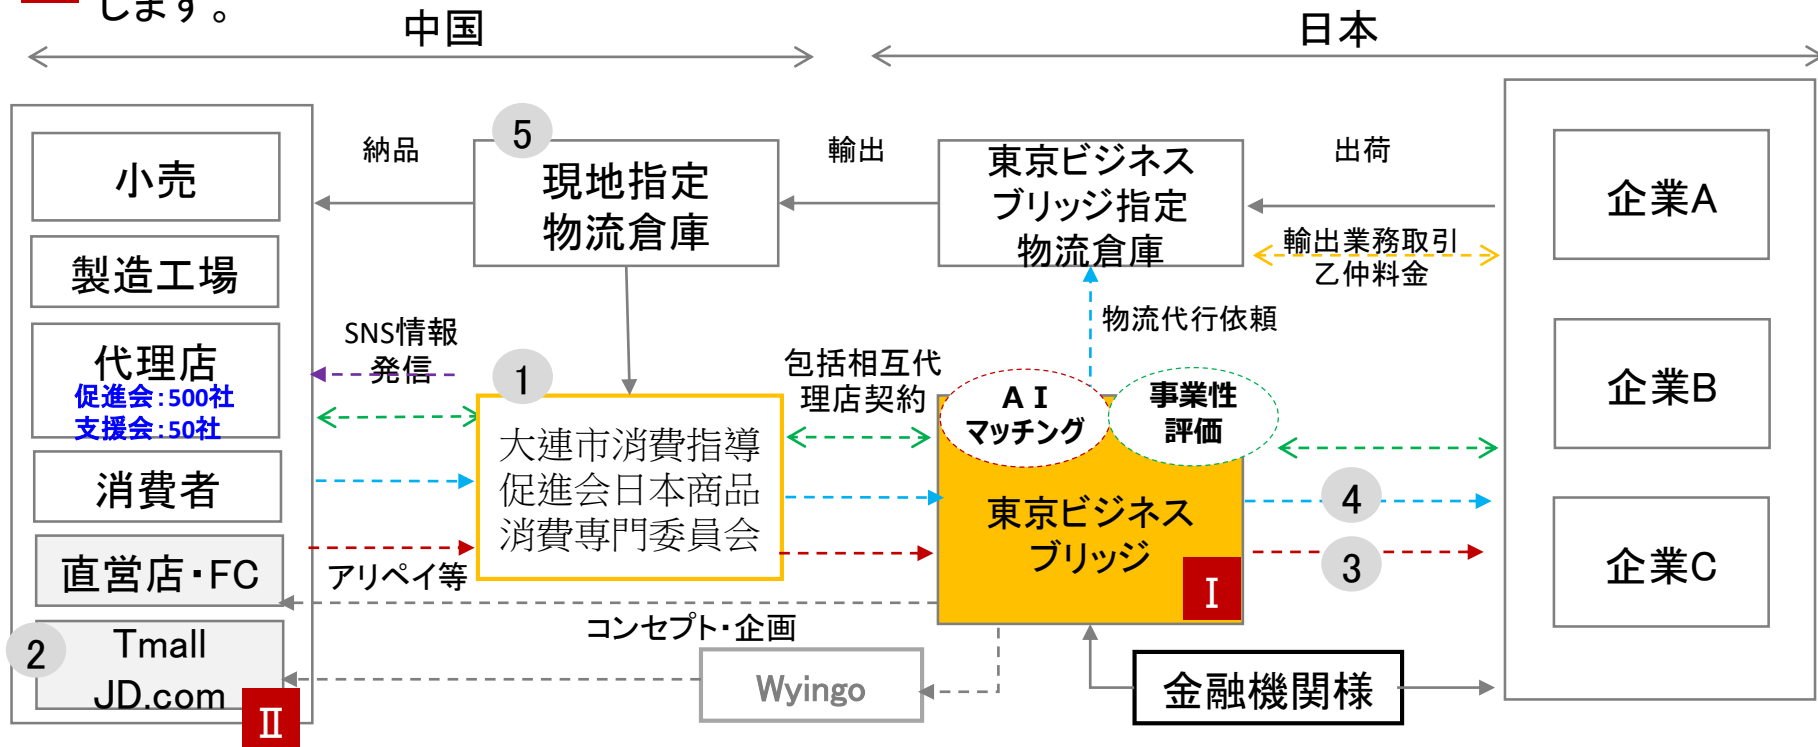 します。
中国
日本
小売
製造工場
代理店
促進会：500社
支援会：50社
消費者
直営店・FC
2
Tmall
JD.com
Ⅱ
納品
5
現地指定
物流倉庫
輸出
東京ビジネス
ブリッジ指定
物流倉庫
出荷
輸出業務取引
乙仲料金
物流代行依頼
SNS情報
発信
1
大連市消費指導
促進会日本商品
消費専門委員会
包括相互代
理店契約
ＡＩ
マッチング
事業性
評価
東京ビジネス
ブリッジ
Ⅰ
4
3
アリペイ等
コンセプト・企画
Wyingo
金融機関様
企業A
企業B
企業C